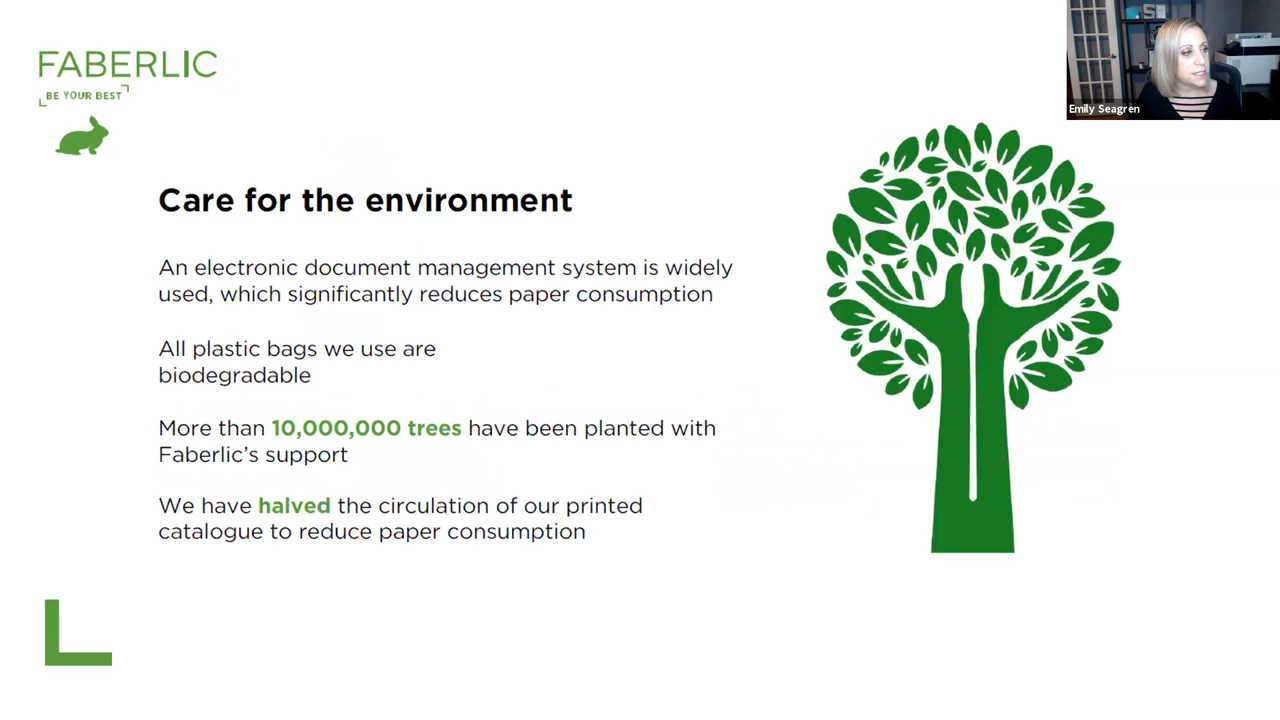 FABERLIC
BE YOUR BEST
Emily Seagren
Care for the environment
An electronic document management system is widely
used, which significantly reduces paper consumption
All plastic bags we use are
biodegradable
More than 10,000,000 trees have been planted with
Faberlic’s support
We have halved the circulation of our printed
catalogue to reduce paper consumption